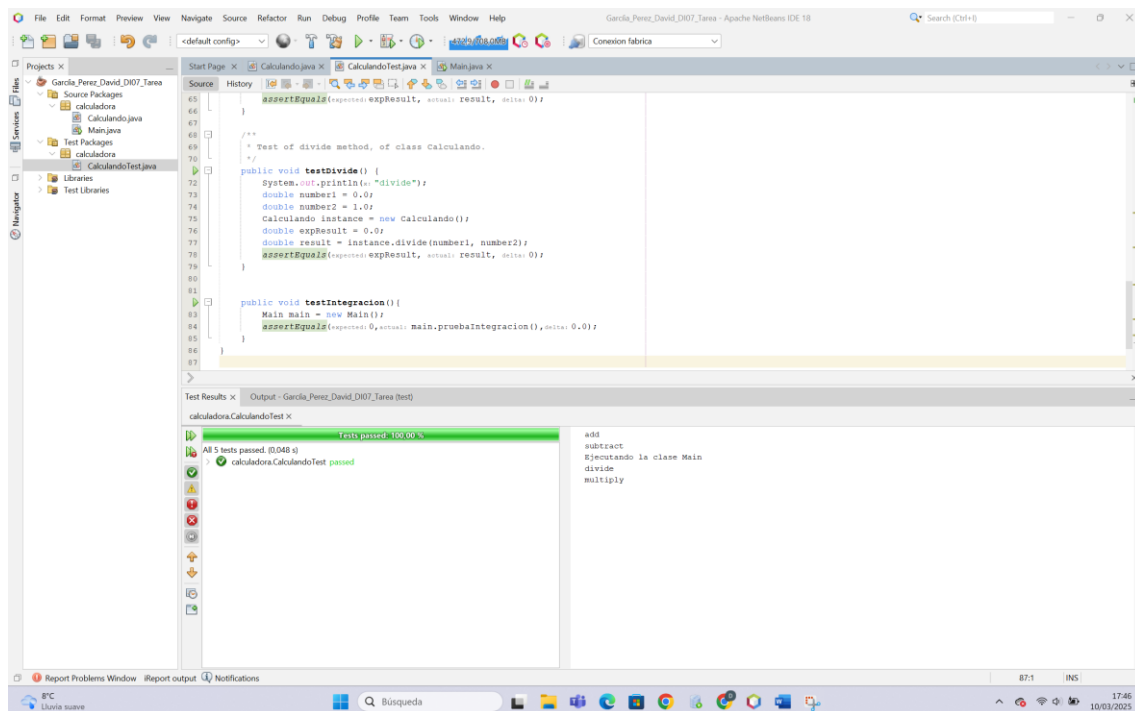 File Edit Format Preview View Navigate Source Refactor Run Debug Profile Team Tools Window Help
Garcíia_Perez_David_DI07_Tarea - Apache NetBeans IDE 18
Search (Ctrl+I)
<default config>
Conexion fabrica
Projects
Start Page Calculando.java CalculandoTest.java Main.java
Files
Services
Navigator
Garciia_Perez_David_DI07_Tarea
Source Packages
calculadora
Calculando.java
Main.java
Test Packages
calculadora
CalculandoTest.java
Libraries
Test Libraries
Source History
65 assertEquals(expected: expResult, actual: result, delta: 0);
66 }
67
68 /**
69 * Test of divide method, of class Calculando.
70 */
public void testDivide() {
72 System.out.println(x: "divide");
73 double number1 = 0.0;
74 double number2 = 1.0;
75 Calculando instance = new Calculando();
76 double expResult = 0.0;
77 double result = instance.divide(number1, number2);
78 assertEquals(expected: expResult, actual: result, delta: 0);
79 }
80
81
public void testIntegracion(){
83 Main main = new Main();
84 assertEquals(expected: 0,actual: main.pruebaIntegracion(),delta: 0.0);
85 }
86 }
87
Test Results Output - Garciia_Perez_David_DI07_Tarea (test)
calculadora.CalculandoTest
Tests passed: 100,00 %
All 5 tests passed. (0,048 s)
calculadora.CalculandoTest passed
add
subtract
Ejecutando la clase Main
divide
multiply
Report Problems Window iReport output Notifications
87:1 INS
8°C
Lluvia suave
Búsqueda
17:46
10/03/2025